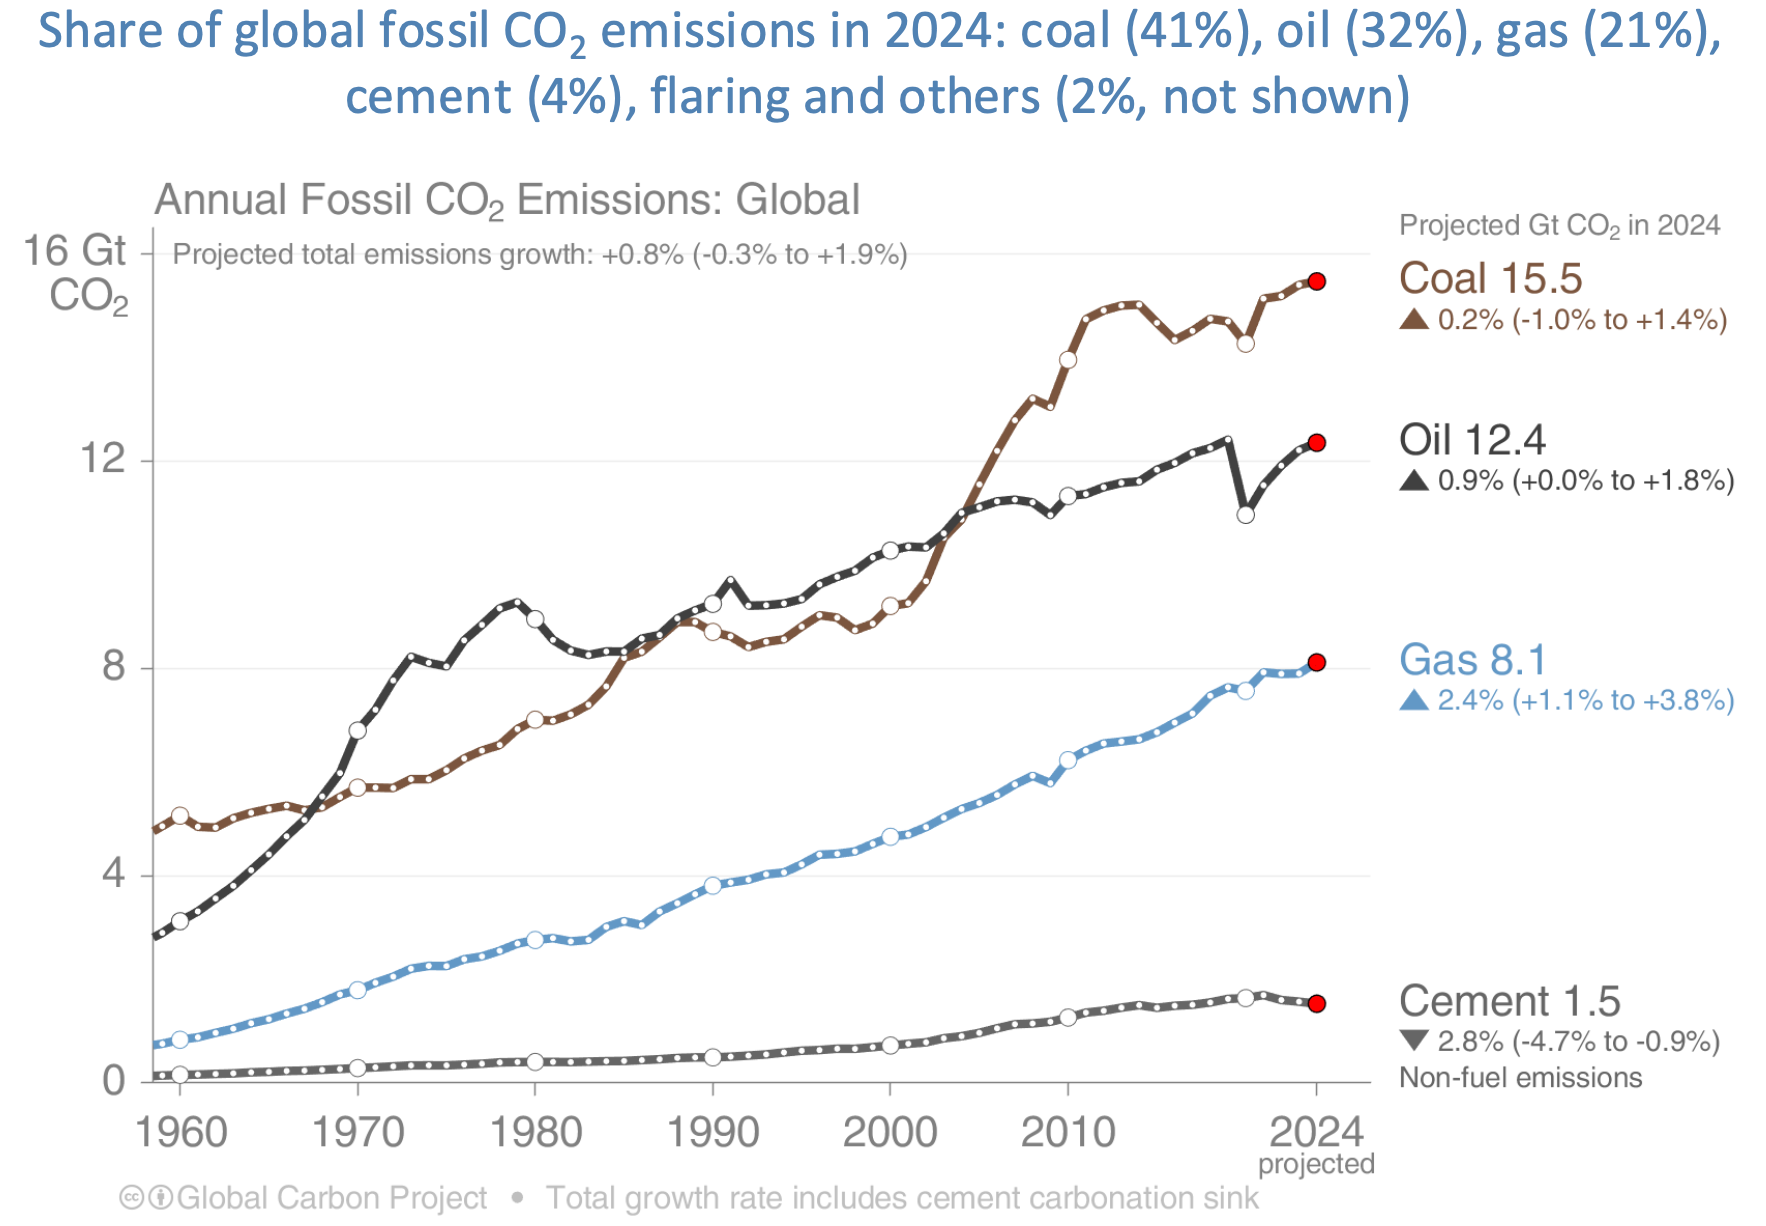 Share of global fossil CO₂ emissions in 2024: coal (41%), oil (32%), gas (21%),
cement (4%), flaring and others (2%, not shown)
Annual Fossil CO₂ Emissions: Global
Projected total emissions growth: +0.8% (-0.3% to +1.9%)
16 Gt
CO₂
12
8
4
0
1960
1970
1980
1990
2000
2010
2024
projected
Projected Gt CO₂ in 2024
Coal 15.5
▲ 0.2% (-1.0% to +1.4%)
Oil 12.4
▲ 0.9% (+0.0% to +1.8%)
Gas 8.1
▲ 2.4% (+1.1% to +3.8%)
Cement 1.5
▼ 2.8% (-4.7% to -0.9%)
Non-fuel emissions
cc Global Carbon Project • Total growth rate includes cement carbonation sink